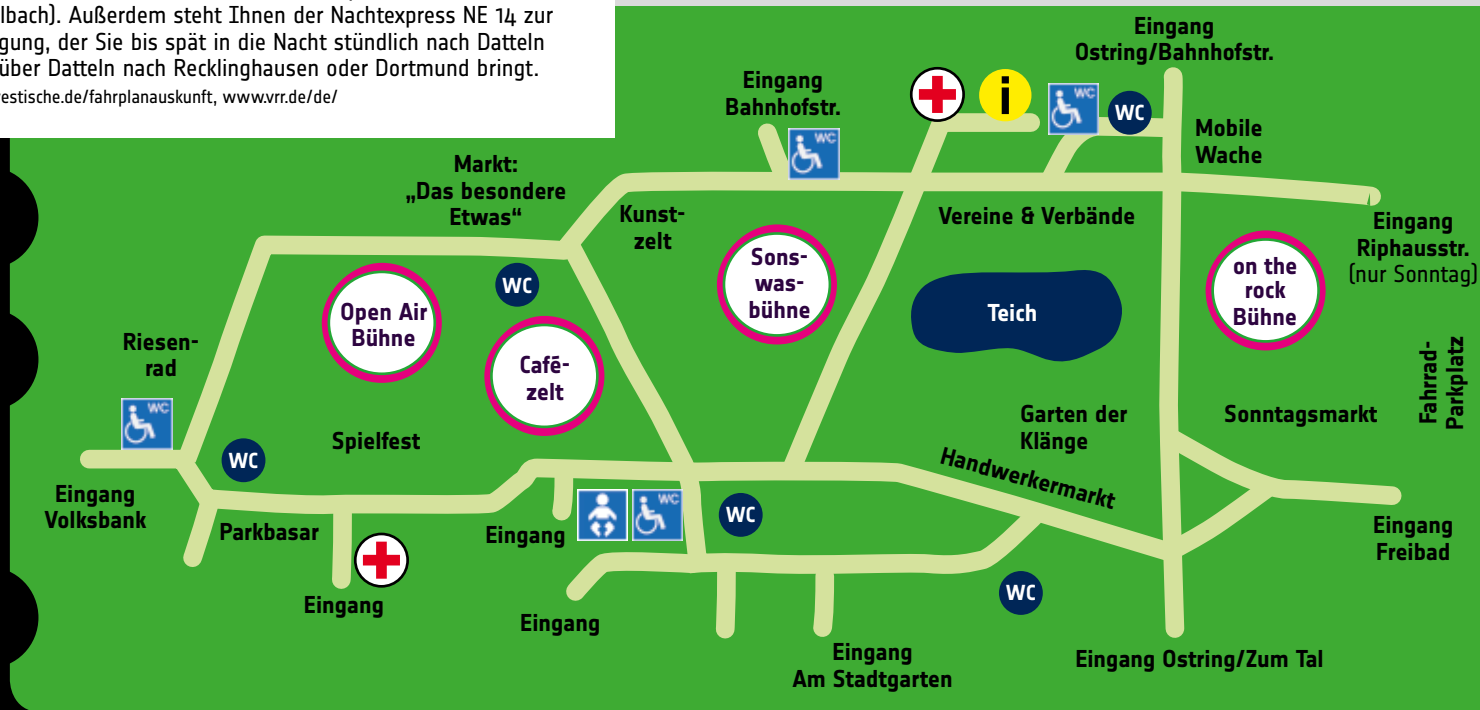 lbach). Außerdem steht Ihnen der Nachtexpress NE 14 zur
gung, der Sie bis spät in die Nacht stündlich nach Datteln
über Datteln nach Recklinghausen oder Dortmund bringt.
estische.de/fahrplanauskunft, www.vrr.de/de/
Eingang
Ostring/Bahnhofstr.
Eingang
Bahnhofstr.
i
WC
WC
WC
Mobile
Wache
Markt:
„Das besondere
Etwas“
Kunst-
zelt
Vereine & Verbände
Eingang
Riphausstr.
(nur Sonntag)
Sons-
was-
bühne
on the
rock
Bühne
WC
Open Air
Bühne
Teich
Riesen-
rad
Café-
zelt
Fahrrad-
Parkplatz
WC
Spielfest
Garten der
Klänge
Sonntagsmarkt
WC
Handwerkermarkt
Eingang
Volksbank
Parkbasar
Eingang
WC
WC
Eingang
Freibad
Eingang
Eingang
WC
Eingang
Am Stadtgarten
Eingang Ostring/Zum Tal